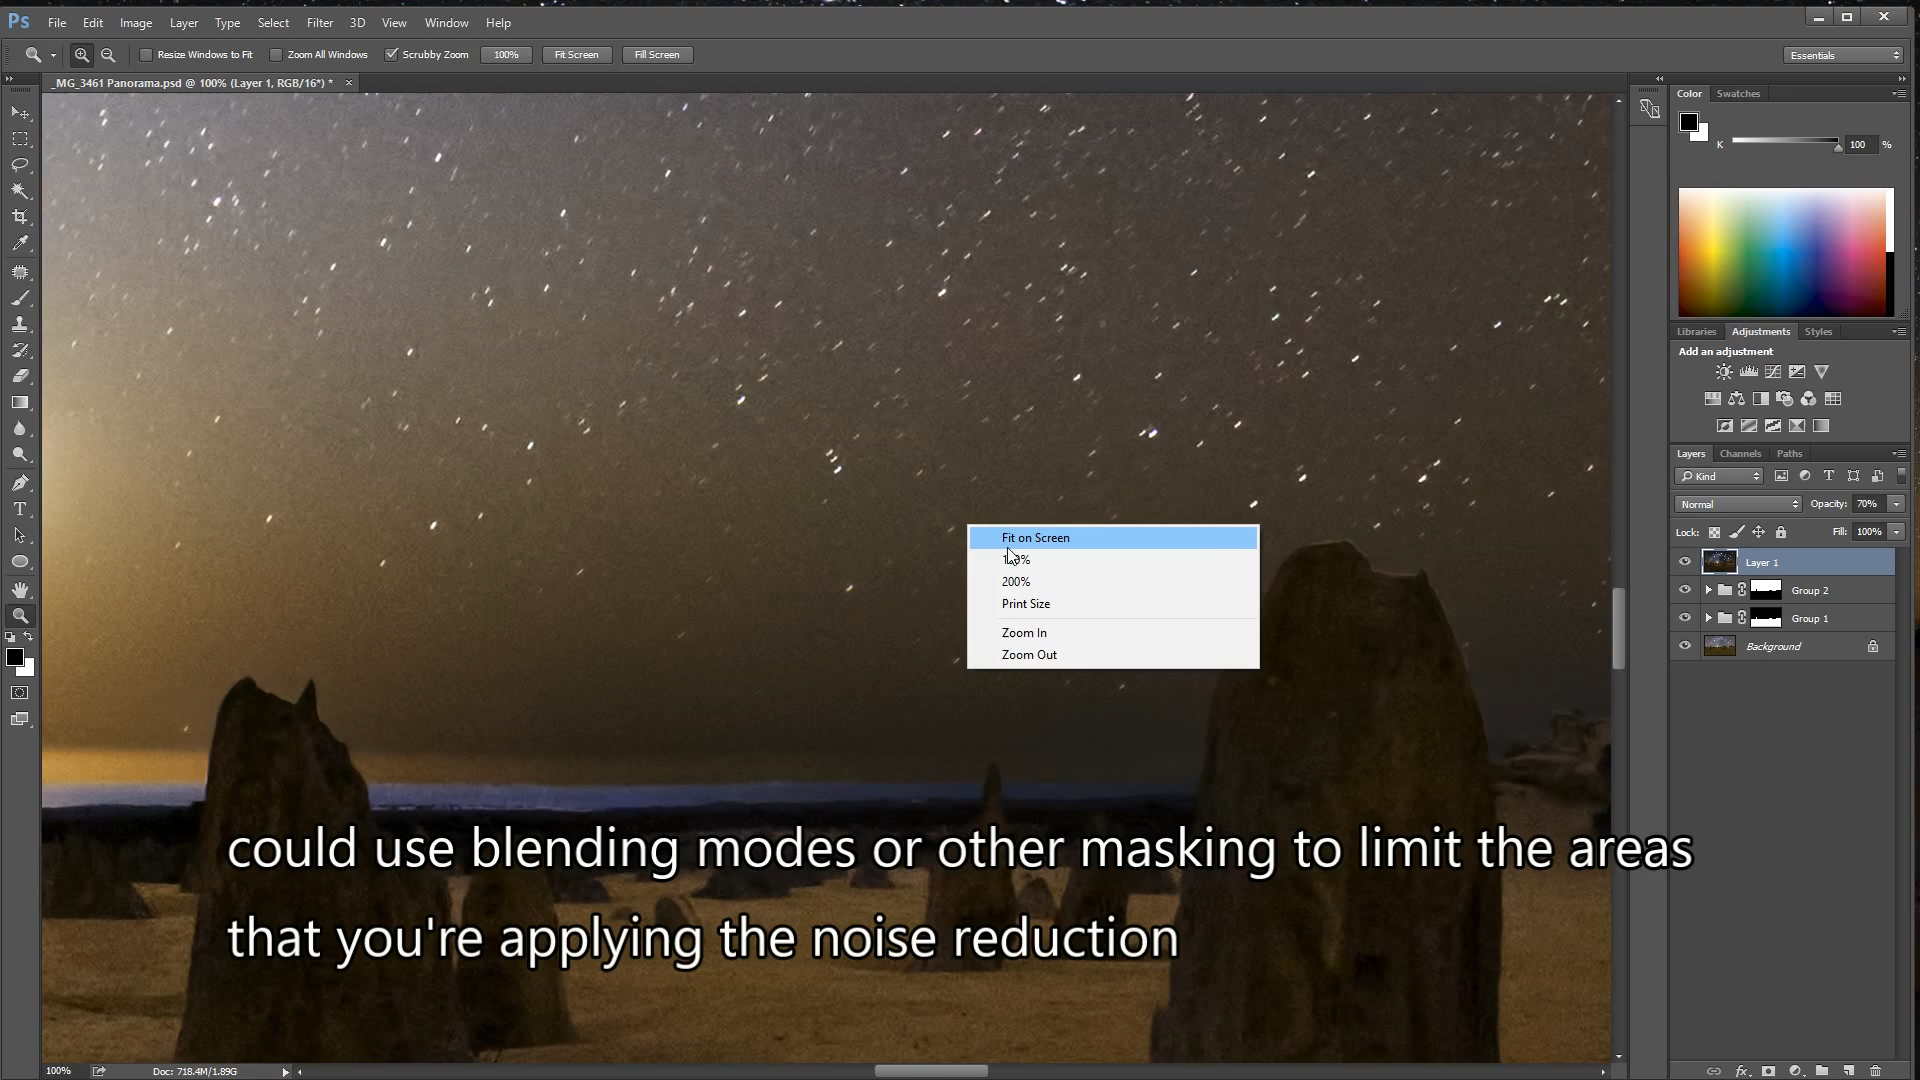 Ps File Edit Image Layer Type Select Filter 3D View Window Help
Resize Windows to Fit Zoom All Windows Scrubby Zoom 100% Fit Screen Fill Screen Essentials
_MG_3461 Panorama.psd @ 100% (Layer 1, RGB/16*) *
Color Swatches
K 100 %
Libraries Adjustments Styles
Add an adjustment
Layers Channels Paths
Kind
Normal Opacity: 70%
Lock: Fill: 100%
Layer 1
Group 2
Group 1
Background
Fit on Screen
200%
Print Size
Zoom In
Zoom Out
could use blending modes or other masking to limit the areas
that you're applying the noise reduction
100% Doc: 718.4M/1.89G